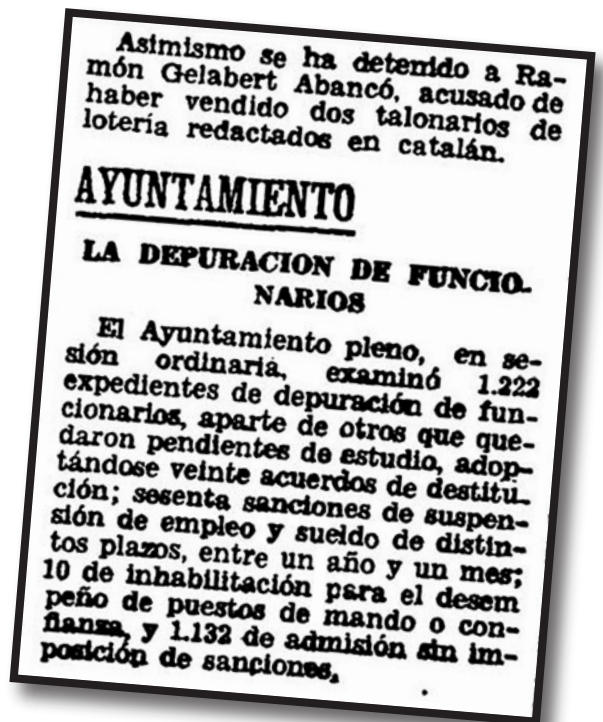 Asimismo se ha detenido a Ra-
món Gelabert Abancó, acusado de
haber vendido dos talonarios de
lotería redactados en catalán.
AYUNTAMIENTO
LA DEPURACION DE FUNCIO-
NARIOS
El Ayuntamiento pleno, en se-
sión ordinaria, examinó 1.222
expedientes de depuración de fun-
cionarios, aparte de otros que que-
daron pendientes de estudio, adop-
tándose veinte acuerdos de destitu-
ción; sesenta sanciones de suspen-
sión de empleo y sueldo de distin-
tos plazos, entre un año y un mes;
10 de inhabilitación para el desem
peño de puestos de mando o con-
fianza, y 1.132 de admisión sin im-
posición de sanciones.